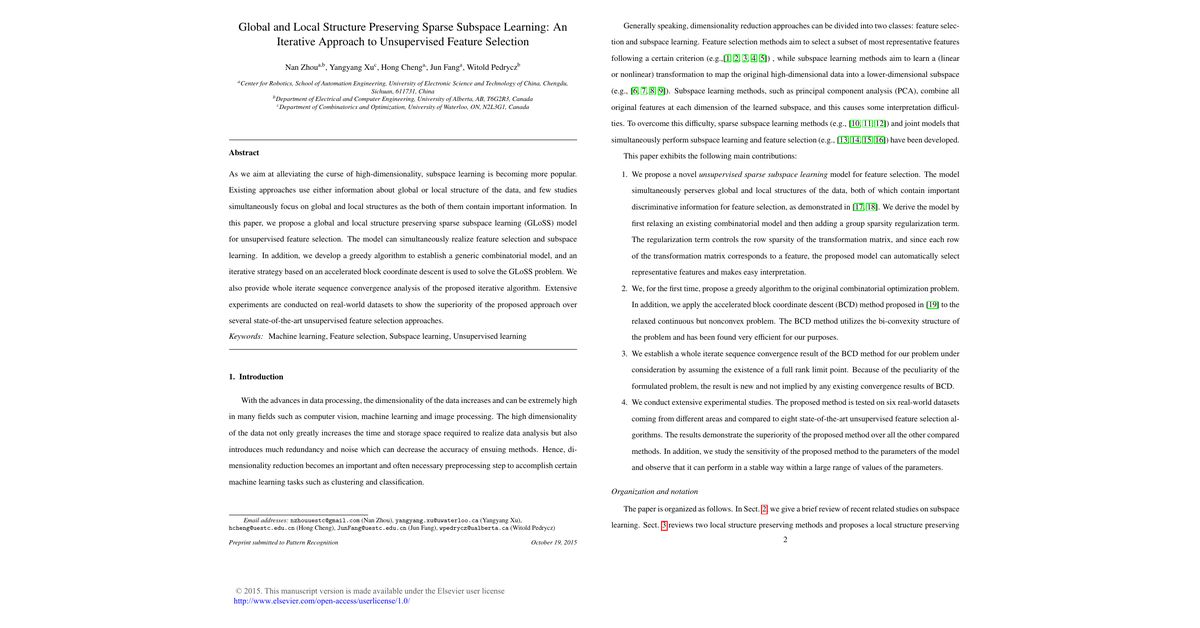 Global and Local Structure Preserving Sparse Subspace Learning: An
Iterative Approach to Unsupervised Feature Selection
Nan Zhouᵃ,ᵇ, Yangyang Xuᶜ, Hong Chengᵃ, Jun Fangᵃ, Witold Pedryczᵇ
ᵃCenter for Robotics, School of Automation Engineering, University of Electronic Science and Technology of China, Chengdu,
Sichuan, 611731, China
ᵇDepartment of Electrical and Computer Engineering, University of Alberta, AB, T6G2R3, Canada
ᶜDepartment of Combinatorics and Optimization, University of Waterloo, ON, N2L3G1, Canada
Abstract
As we aim at alleviating the curse of high-dimensionality, subspace learning is becoming more popular.
Existing approaches use either information about global or local structure of the data, and few studies
simultaneously focus on global and local structures as the both of them contain important information. In
this paper, we propose a global and local structure preserving sparse subspace learning (GLoSS) model
for unsupervised feature selection. The model can simultaneously realize feature selection and subspace
learning. In addition, we develop a greedy algorithm to establish a generic combinatorial model, and an
iterative strategy based on an accelerated block coordinate descent is used to solve the GLoSS problem. We
also provide whole iterate sequence convergence analysis of the proposed iterative algorithm. Extensive
experiments are conducted on real-world datasets to show the superiority of the proposed approach over
several state-of-the-art unsupervised feature selection approaches.
Keywords: Machine learning, Feature selection, Subspace learning, Unsupervised learning
1. Introduction
With the advances in data processing, the dimensionality of the data increases and can be extremely high
in many fields such as computer vision, machine learning and image processing. The high dimensionality
of the data not only greatly increases the time and storage space required to realize data analysis but also
introduces much redundancy and noise which can decrease the accuracy of ensuing methods. Hence, di-
mensionality reduction becomes an important and often necessary preprocessing step to accomplish certain
machine learning tasks such as clustering and classification.
Email addresses: nzhouuestc@gmail.com (Nan Zhou), yangyang.xu@uwaterloo.ca (Yangyang Xu),
hcheng@uestc.edu.cn (Hong Cheng), JunFang@uestc.edu.cn (Jun Fang), wpedrycz@ualberta.ca (Witold Pedrycz)
Preprint submitted to Pattern Recognition October 19, 2015
© 2015. This manuscript version is made available under the Elsevier user license
http://www.elsevier.com/open-access/userlicense/1.0/
Generally speaking, dimensionality reduction approaches can be divided into two classes: feature selec-
tion and subspace learning. Feature selection methods aim to select a subset of most representative features
following a certain criterion (e.g.,[1, 2, 3, 4, 5]) , while subspace learning methods aim to learn a (linear
or nonlinear) transformation to map the original high-dimensional data into a lower-dimensional subspace
(e.g., [6, 7, 8, 9]). Subspace learning methods, such as principal component analysis (PCA), combine all
original features at each dimension of the learned subspace, and this causes some interpretation difficul-
ties. To overcome this difficulty, sparse subspace learning methods (e.g., [10, 11, 12]) and joint models that
simultaneously perform subspace learning and feature selection (e.g., [13, 14, 15, 16]) have been developed.
This paper exhibits the following main contributions:
1. We propose a novel unsupervised sparse subspace learning model for feature selection. The model
simultaneously perserves global and local structures of the data, both of which contain important
discriminative information for feature selection, as demonstrated in [17, 18]. We derive the model by
first relaxing an existing combinatorial model and then adding a group sparsity regularization term.
The regularization term controls the row sparsity of the transformation matrix, and since each row
of the transformation matrix corresponds to a feature, the proposed model can automatically select
representative features and makes easy interpretation.
2. We, for the first time, propose a greedy algorithm to the original combinatorial optimization problem.
In addition, we apply the accelerated block coordinate descent (BCD) method proposed in [19] to the
relaxed continuous but nonconvex problem. The BCD method utilizes the bi-convexity structure of
the problem and has been found very efficient for our purposes.
3. We establish a whole iterate sequence convergence result of the BCD method for our problem under
consideration by assuming the existence of a full rank limit point. Because of the peculiarity of the
formulated problem, the result is new and not implied by any existing convergence results of BCD.
4. We conduct extensive experimental studies. The proposed method is tested on six real-world datasets
coming from different areas and compared to eight state-of-the-art unsupervised feature selection al-
gorithms. The results demonstrate the superiority of the proposed method over all the other compared
methods. In addition, we study the sensitivity of the proposed method to the parameters of the model
and observe that it can perform in a stable way within a large range of values of the parameters.
Organization and notation
The paper is organized as follows. In Sect. 2, we give a brief review of recent related studies on subspace
learning. Sect. 3 reviews two local structure preserving methods and proposes a local structure preserving
2